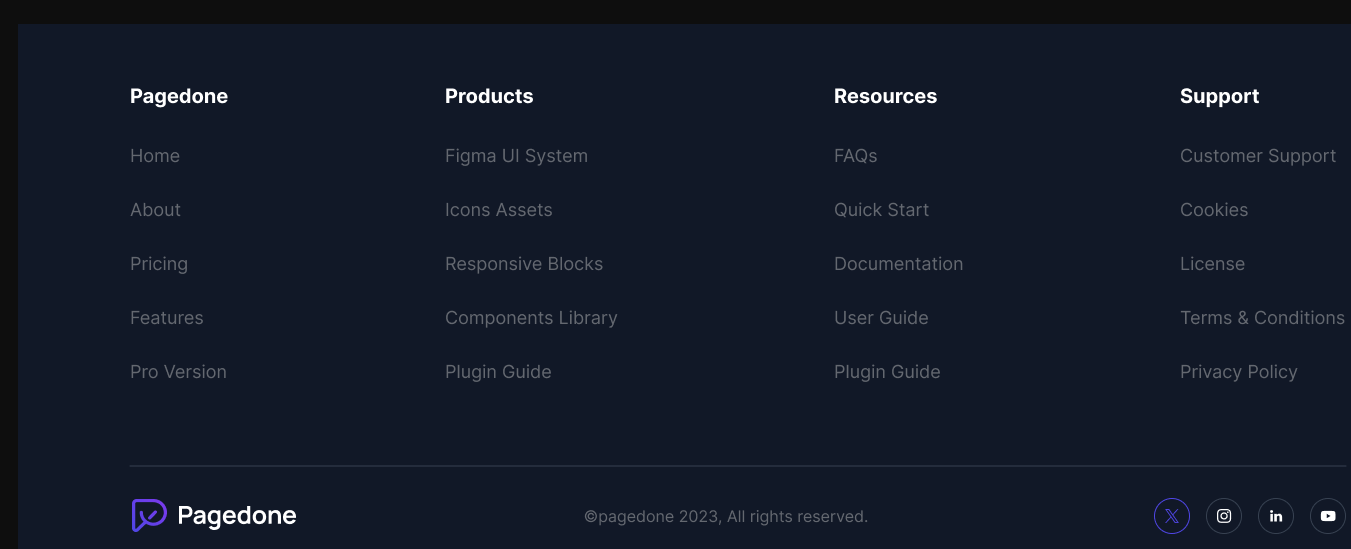 Pagedone
Home
About
Pricing
Features
Pro Version
Products
Figma UI System
Icons Assets
Responsive Blocks
Components Library
Plugin Guide
Resources
FAQs
Quick Start
Documentation
User Guide
Plugin Guide
Support
Customer Support
Cookies
License
Terms & Conditions
Privacy Policy
Pagedone
©pagedone 2023, All rights reserved.
in